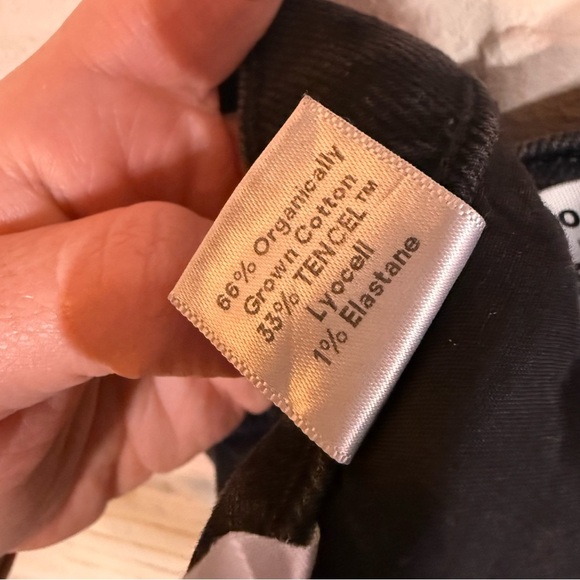 66% Organically
Grown Cotton
33% TENCEL™
Lyocell
1% Elastane